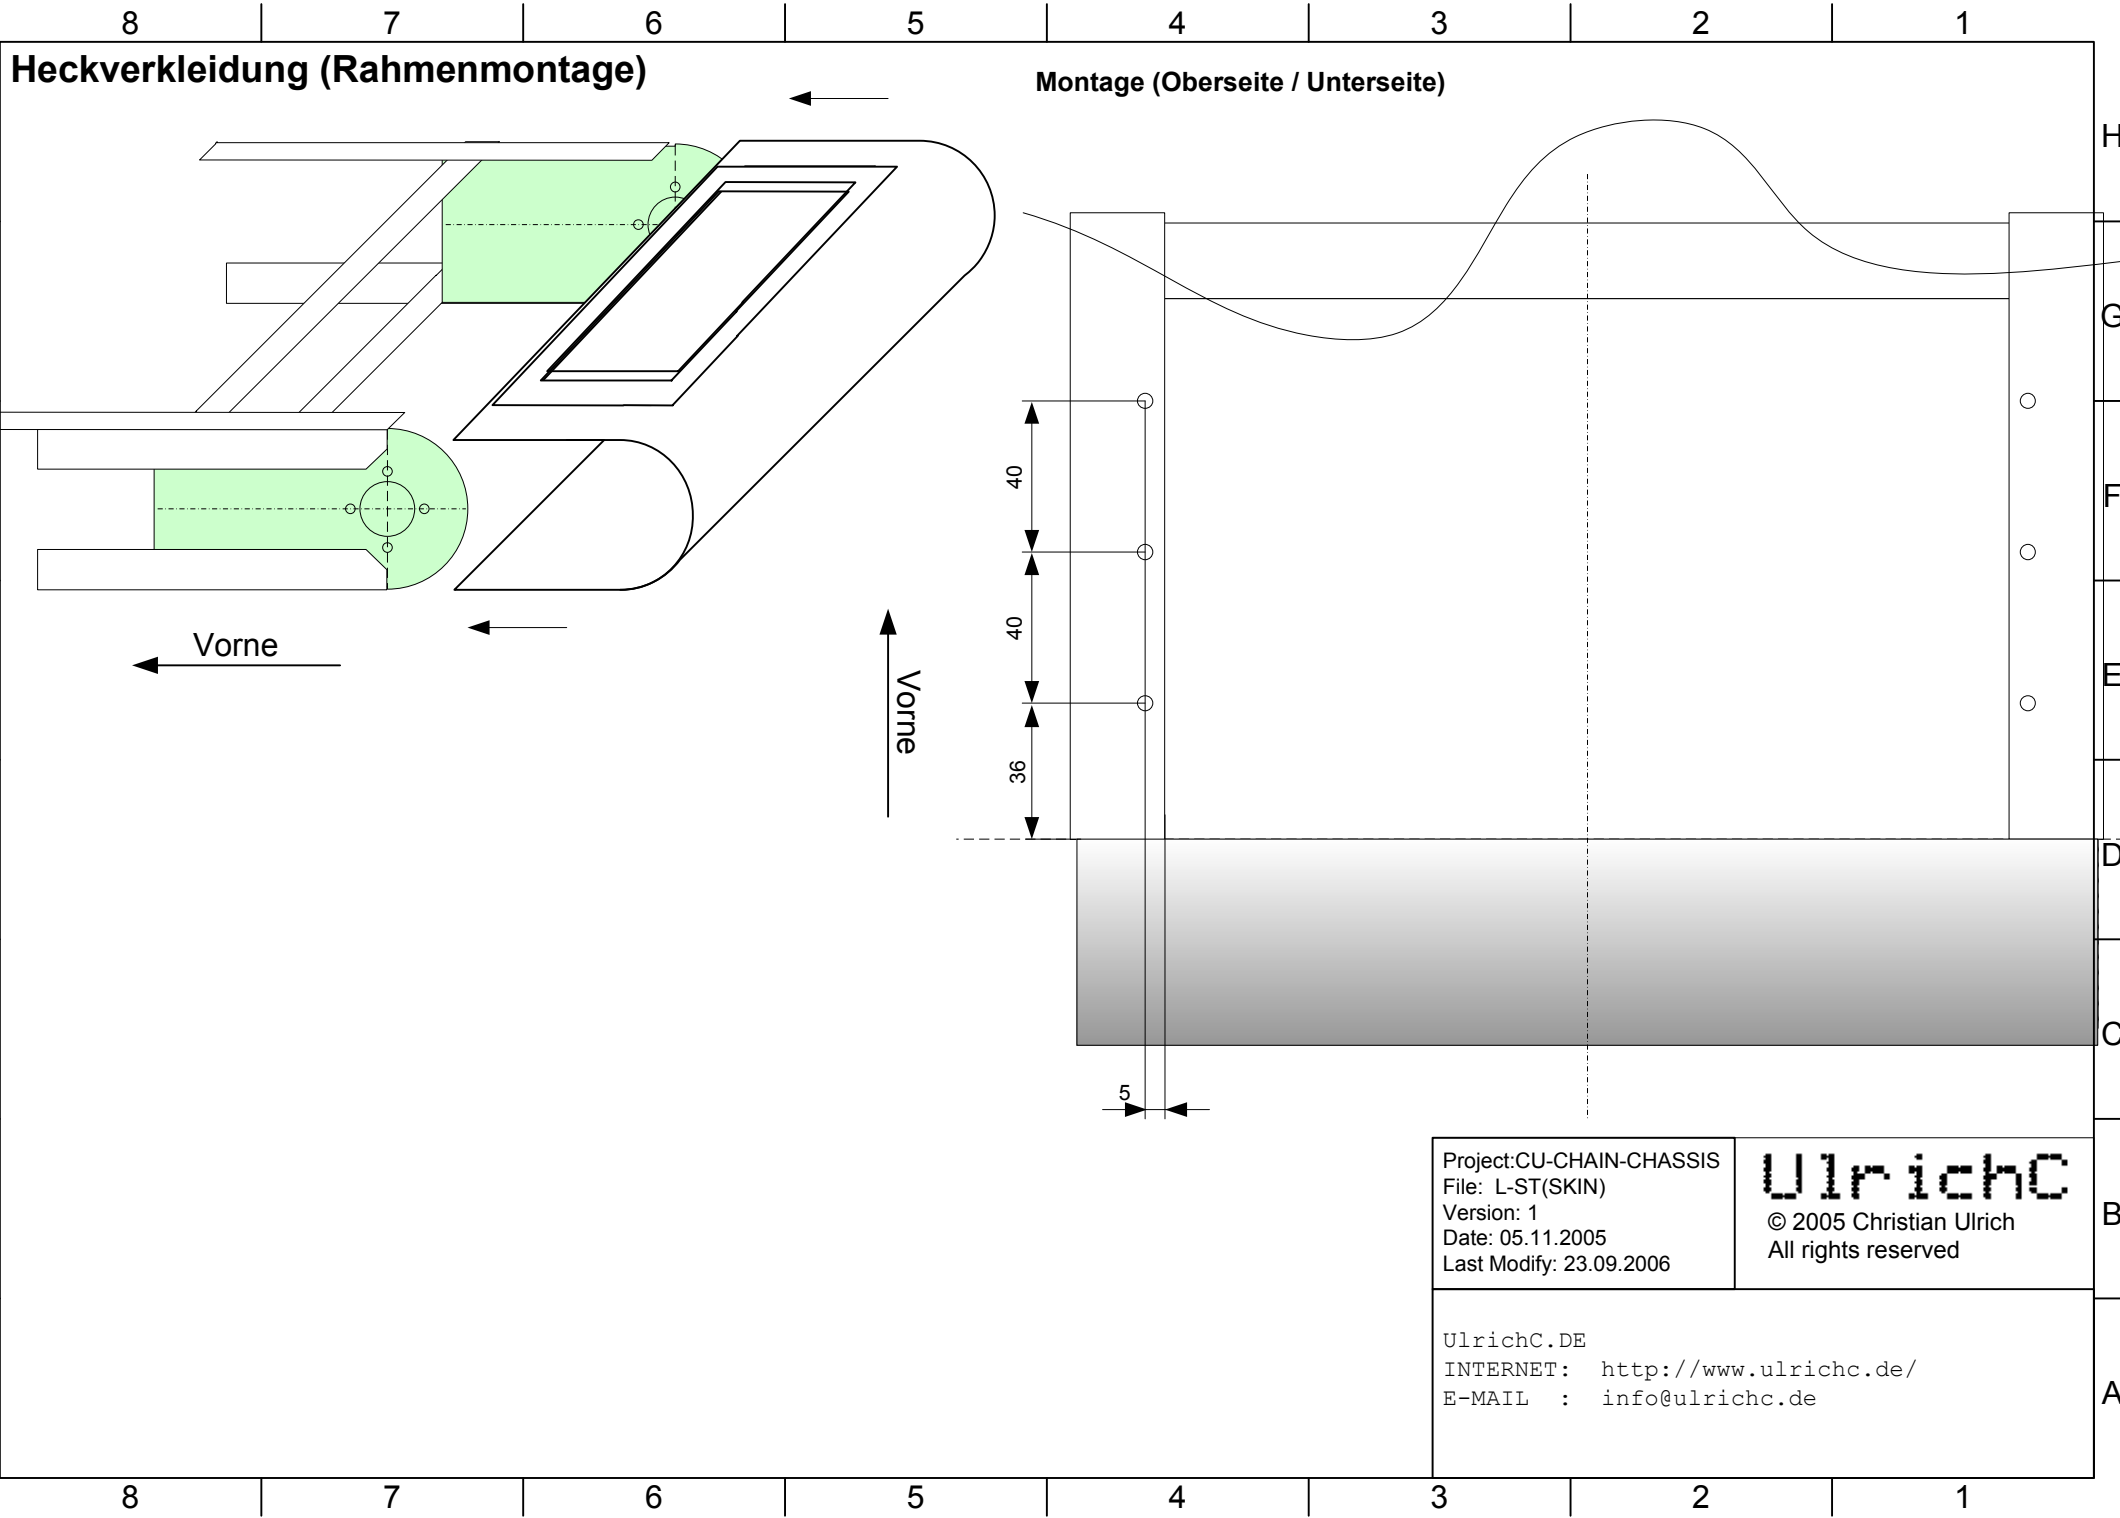 8 7 6 5 4 3 2 1
Heckverkleidung (Rahmenmontage)
Montage (Oberseite / Unterseite)
H
G
F
E
D
C
B
A
40
40
36
5
Vorne
Vorne
Project:CU-CHAIN-CHASSIS
File: L-ST(SKIN)
Version: 1
Date: 05.11.2005
Last Modify: 23.09.2006
UlrichC
© 2005 Christian Ulrich
All rights reserved
UlrichC.DE
INTERNET: http://www.ulrichc.de/
E-MAIL : info@ulrichc.de
8 7 6 5 4 3 2 1